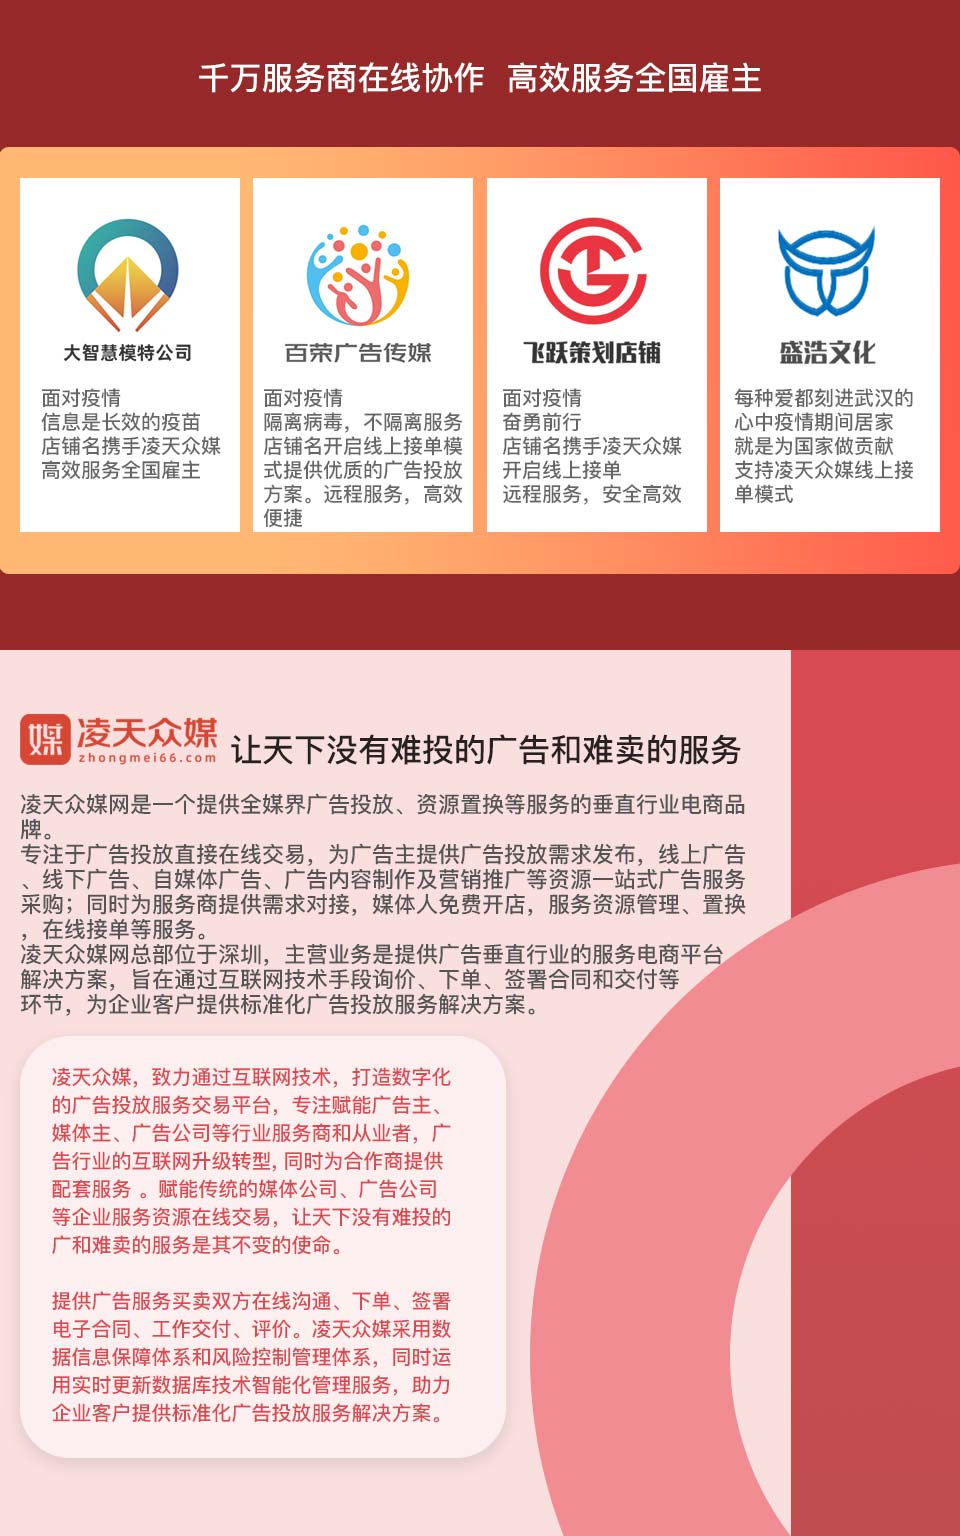 千万服务商在线协作 高效服务全国雇主
大智慧模特公司
面对疫情
信息是长效的疫苗
店铺名携手凌天众媒
高效服务全国雇主
百荣广告传媒
面对疫情
隔离病毒，不隔离服务
店铺名开启线上接单模
式提供优质的广告投放
方案。远程服务，高效
便捷
飞跃策划店铺
面对疫情
奋勇前行
店铺名携手凌天众媒
开启线上接单
远程服务，安全高效
盛浩文化
每种爱都刻进武汉的
心中疫情期间居家
就是为国家做贡献
支持凌天众媒线上接
单模式
媒 凌天众媒
zhongmei66.com
让天下没有难投的广告和难卖的服务
凌天众媒网是一个提供全媒界广告投放、资源置换等服务的垂直行业电商品
牌。
专注于广告投放直接在线交易，为广告主提供广告投放需求发布，线上广告
、线下广告、自媒体广告、广告内容制作及营销推广等资源一站式广告服务
采购；同时为服务商提供需求对接，媒体人免费开店，服务资源管理、置换
，在线接单等服务。
凌天众媒网总部位于深圳，主营业务是提供广告垂直行业的服务电商平台
解决方案，旨在通过互联网技术手段询价、下单、签署合同和交付等
环节，为企业客户提供标准化广告投放服务解决方案。
凌天众媒，致力通过互联网技术，打造数字化
的广告投放服务交易平台，专注赋能广告主、
媒体主、广告公司等行业服务商和从业者，广
告行业的互联网升级转型, 同时为合作商提供
配套服务 。赋能传统的媒体公司、广告公司
等企业服务资源在线交易，让天下没有难投的
广和难卖的服务是其不变的使命。
提供广告服务买卖双方在线沟通、下单、签署
电子合同、工作交付、评价。凌天众媒采用数
据信息保障体系和风险控制管理体系，同时运
用实时更新数据库技术智能化管理服务，助力
企业客户提供标准化广告投放服务解决方案。